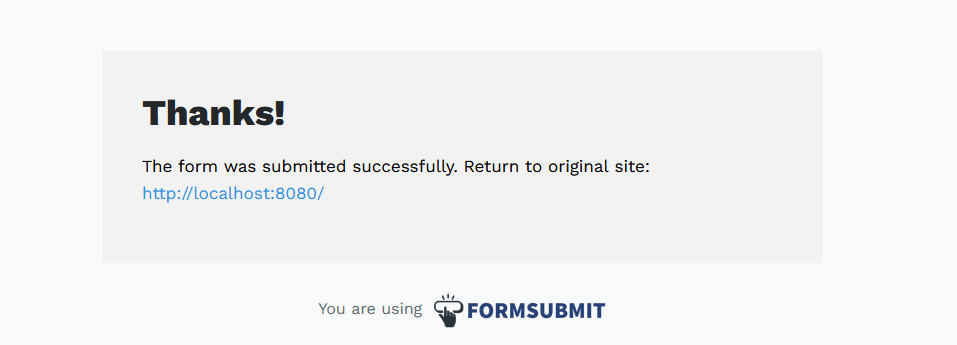 Thanks!
The form was submitted successfully. Return to original site:
http://localhost:8080/
You are using FORMSUBMIT